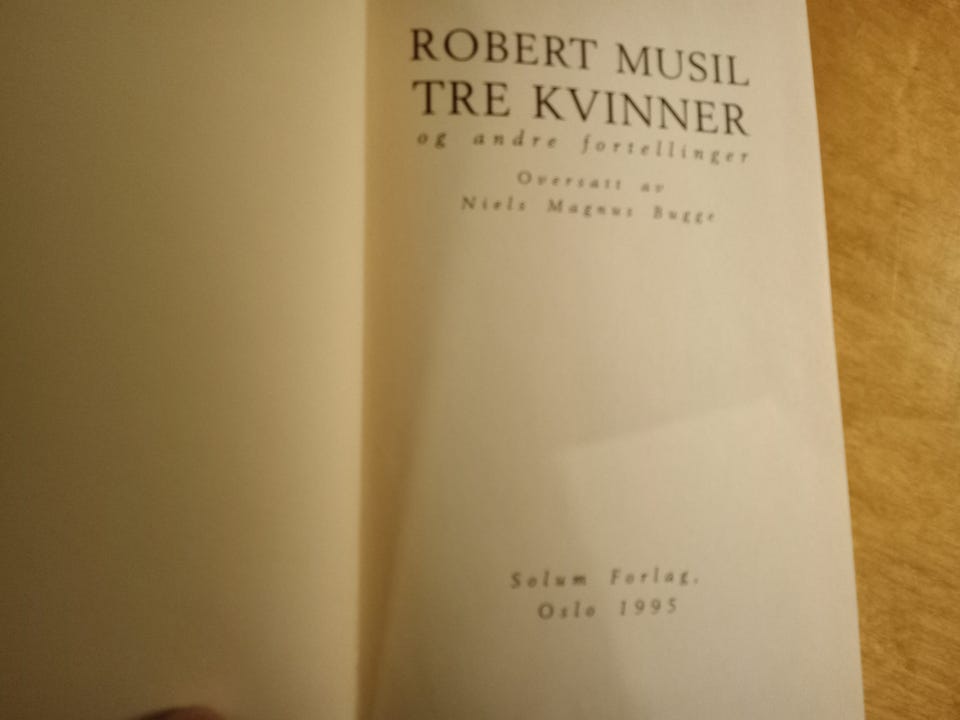 ROBERT MUSIL
TRE KVINNER
og andre fortellinger
Oversatt av
Niels Magnus Bugge
Solum Forlag,
Oslo 1995